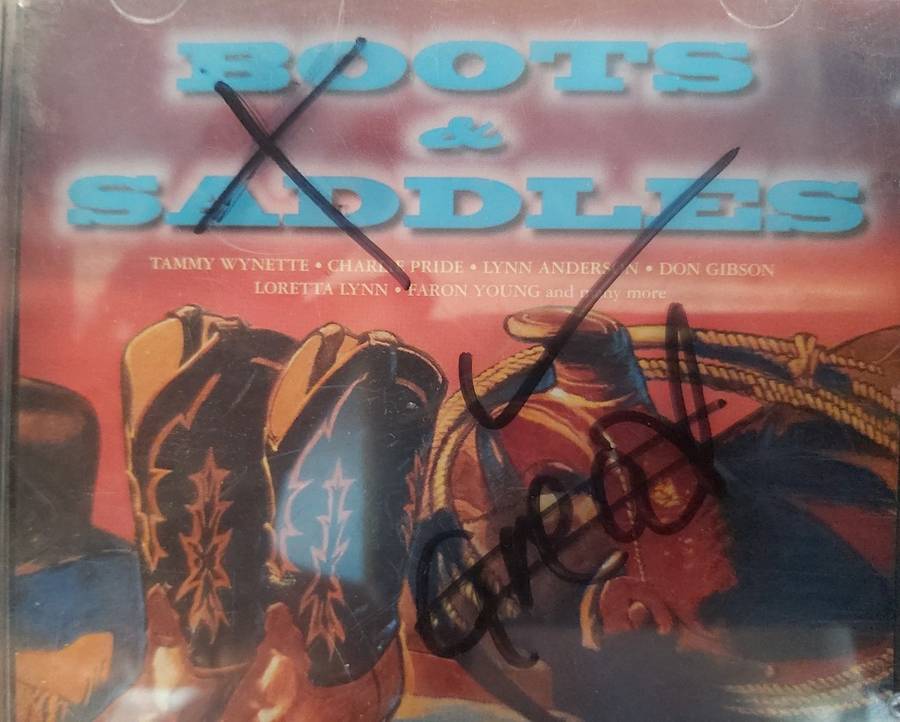 BOOTS
&
SADDLES
TAMMY WYNETTE • CHARLIE PRIDE • LYNN ANDERSON • DON GIBSON
LORETTA LYNN • FARON YOUNG and many more
Great